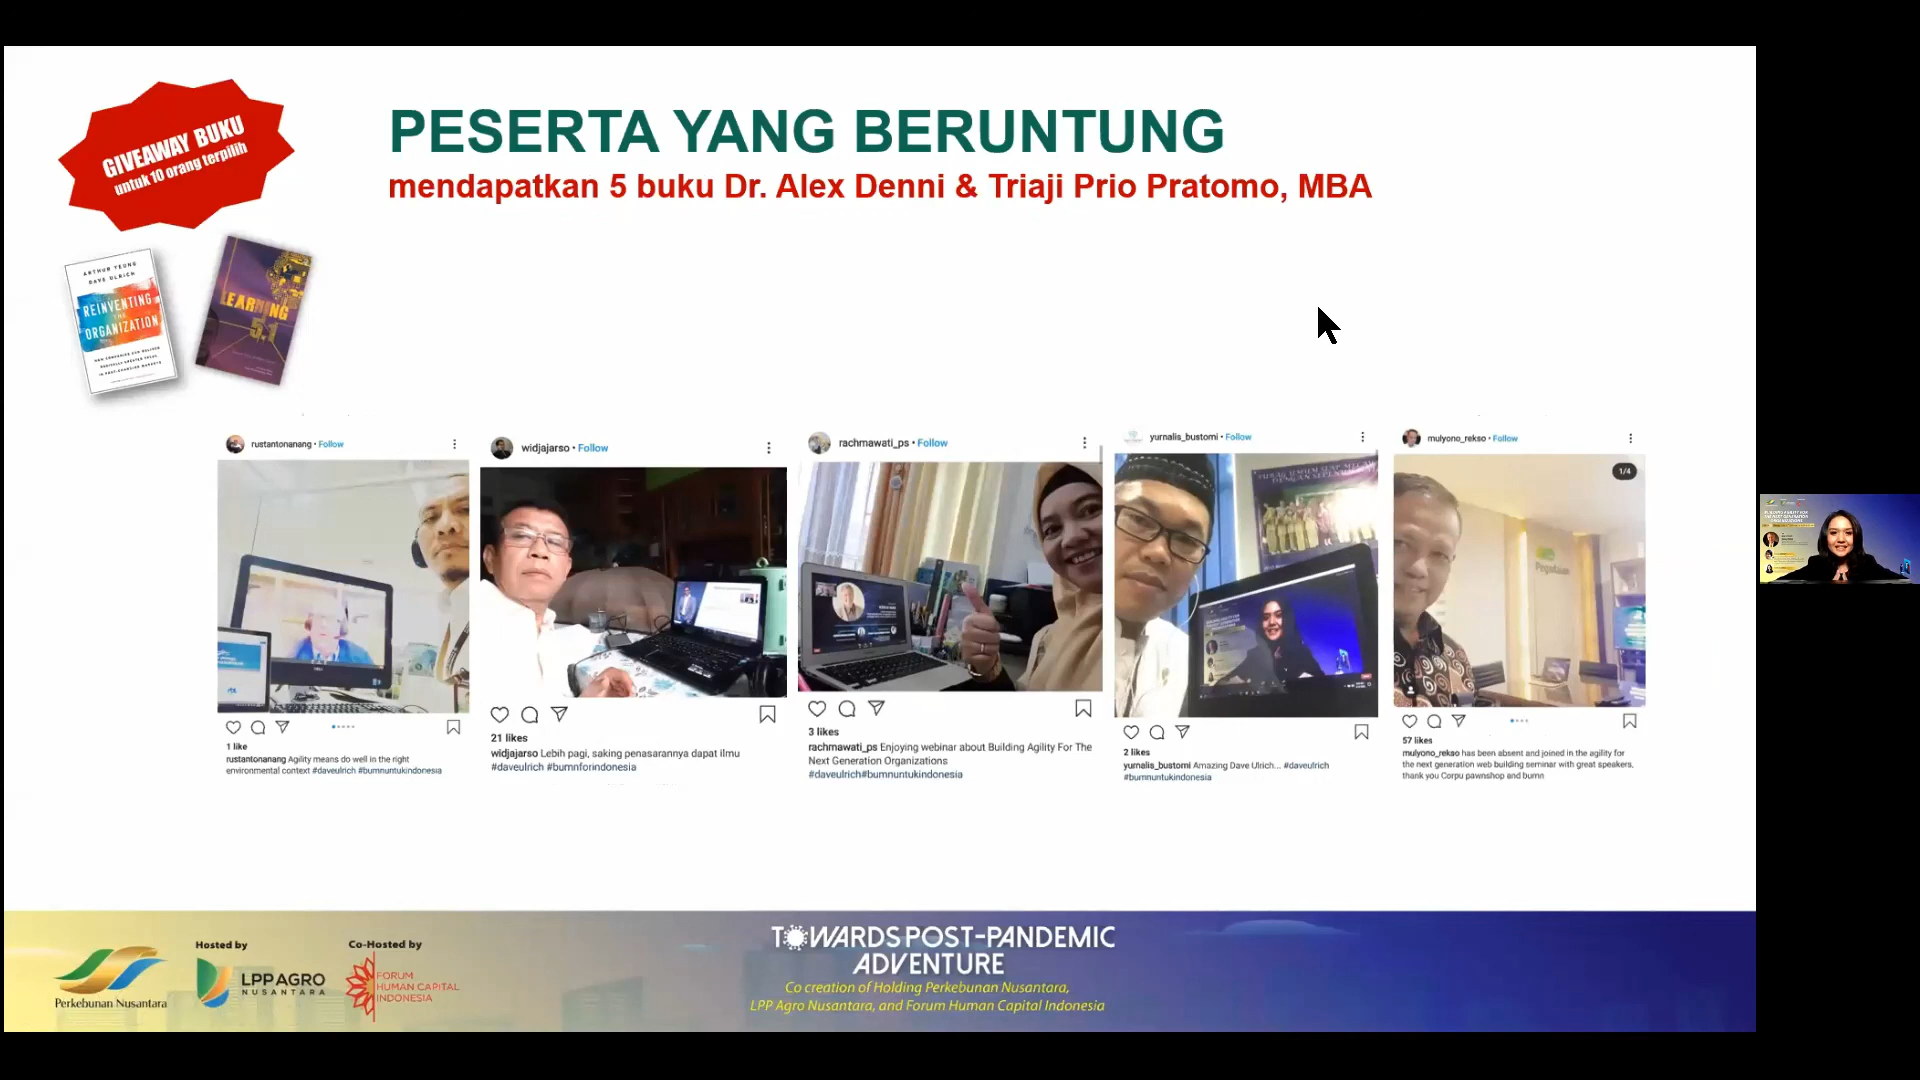 GIVEAWAY BUKU
untuk 10 orang terpilih
PESERTA YANG BERUNTUNG
mendapatkan 5 buku Dr. Alex Denni & Triaji Prio Pratomo, MBA
ARTHUR YEUNG
DAVE ULRICH
REINVENTING
THE
ORGANIZATION
LEARNING
5.1
rustantonanang • Follow
1 like
rustantonanang Agility means do well in the right
environmental context #daveulrich #bumnuntukindonesia
widjajarso • Follow
21 likes
widjajarso Lebih pagi, saking penasarannya dapat ilmu
#daveulrich #bumnforindonesia
rachmawati_ps • Follow
3 likes
rachmawati_ps Enjoying webinar about Building Agility For The
Next Generation Organizations
#daveulrich#bumnuntukindonesia
yurnalis_bustomi • Follow
2 likes
yurnalis_bustomi Amazing Dave Ulrich... #daveulrich
#bumnuntukindonesia
mulyono_rekso • Follow
1/4
Pegadaian
57 likes
mulyono_rekso has been absent and joined in the agility for
the next generation web building seminar with great speakers,
thank you Corpu pawnshop and bumn
Perkebunan Nusantara
Hosted by
LPP AGRO
NUSANTARA
Co-Hosted by
FORUM
HUMAN CAPITAL
INDONESIA
TOWARDS POST-PANDEMIC
ADVENTURE
Co creation of Holding Perkebunan Nusantara,
LPP Agro Nusantara, and Forum Human Capital Indonesia